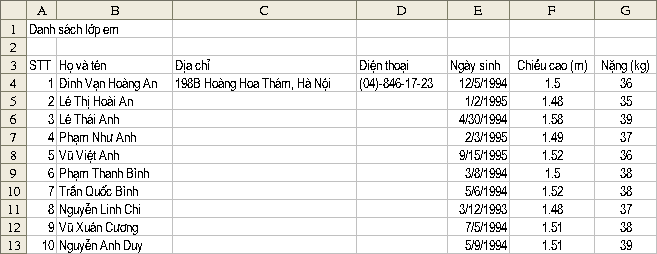 A B C D E F G
1 Danh sách lớp em
2
3 STT Họ và tên Địa chỉ Điện thoại Ngày sinh Chiều cao (m) Nặng (kg)
4 1 Đinh Vạn Hoàng An 198B Hoàng Hoa Thám, Hà Nội (04)-846-17-23 12/5/1994 1.5 36
5 2 Lê Thị Hoài An 1/2/1995 1.48 35
6 3 Lê Thái Anh 4/30/1994 1.58 39
7 4 Phạm Như Anh 2/3/1995 1.49 37
8 5 Vũ Việt Anh 9/15/1995 1.52 36
9 6 Phạm Thanh Bình 3/8/1994 1.5 38
10 7 Trần Quốc Bình 5/6/1994 1.52 38
11 8 Nguyễn Linh Chi 3/12/1993 1.48 37
12 9 Vũ Xuân Cương 7/5/1994 1.51 38
13 10 Nguyễn Anh Duy 5/9/1994 1.51 39